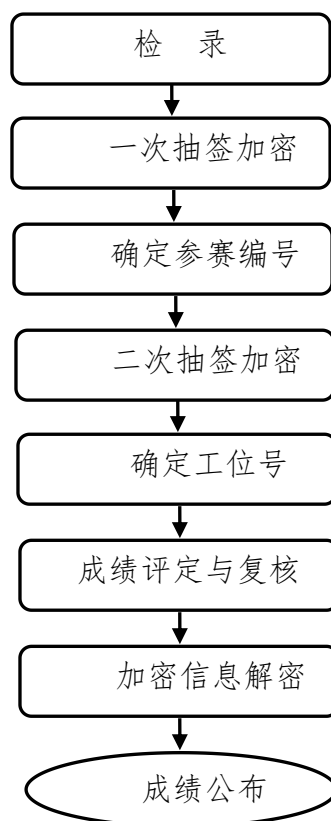 检 录
一次抽签加密
确定参赛编号
二次抽签加密
确定工位号
成绩评定与复核
加密信息解密
成绩公布